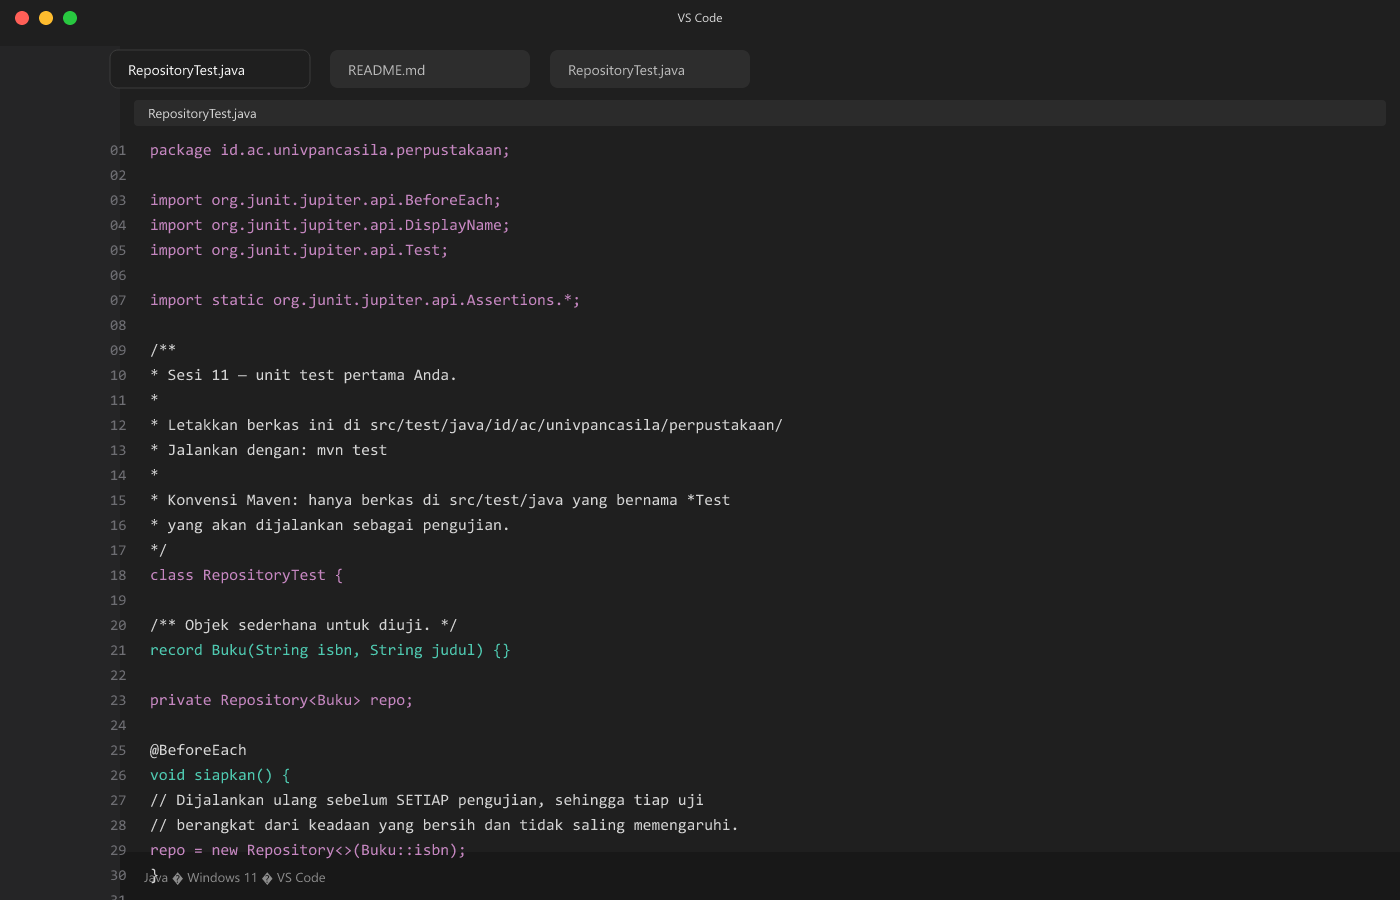 VS Code
RepositoryTest.java
README.md
RepositoryTest.java
RepositoryTest.java
01 package id.ac.univpancasila.perpustakaan;
02
03 import org.junit.jupiter.api.BeforeEach;
04 import org.junit.jupiter.api.DisplayName;
05 import org.junit.jupiter.api.Test;
06
07 import static org.junit.jupiter.api.Assertions.*;
08
09 /**
10 * Sesi 11 — unit test pertama Anda.
11 *
12 * Letakkan berkas ini di src/test/java/id/ac/univpancasila/perpustakaan/
13 * Jalankan dengan: mvn test
14 *
15 * Konvensi Maven: hanya berkas di src/test/java yang bernama *Test
16 * yang akan dijalankan sebagai pengujian.
17 */
18 class RepositoryTest {
19
20 /** Objek sederhana untuk diuji. */
21 record Buku(String isbn, String judul) {}
22
23 private Repository<Buku> repo;
24
25 @BeforeEach
26 void siapkan() {
27 // Dijalankan ulang sebelum SETIAP pengujian, sehingga tiap uji
28 // berangkat dari keadaan yang bersih dan tidak saling memengaruhi.
29 repo = new Repository<>(Buku::isbn);
30 }
Java � Windows 11 � VS Code
31